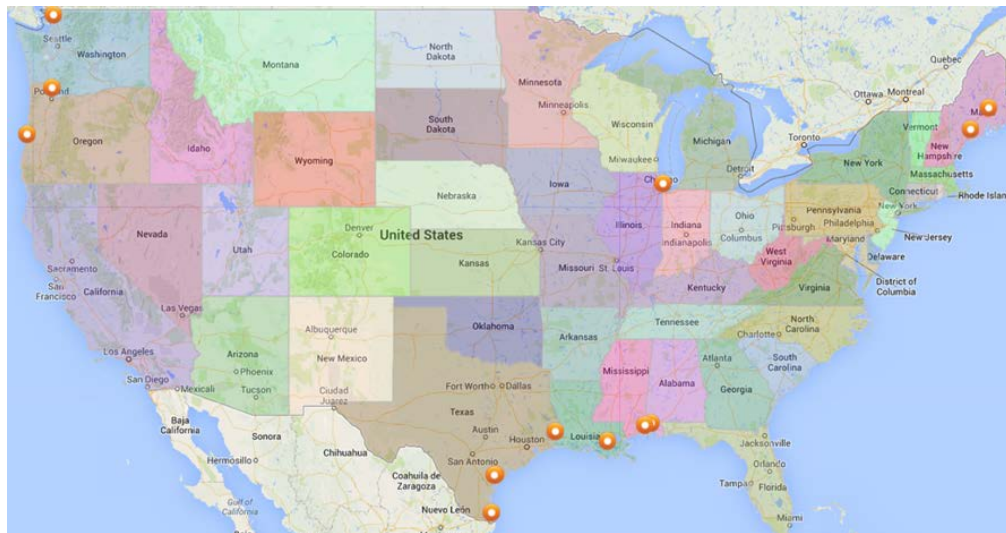 Seattle
Washington
Portland
Oregon
Idaho
Montana
Wyoming
North
Dakota
South
Dakota
Minnesota
Minneapolis
Wisconsin
Milwaukee
Michigan
Detroit
Toronto
Ottawa
Montreal
Quebec
Vermont
New
Hampshire
Massachusetts
Connecticut
Rhode Island
New York
New York
New Jersey
Pennsylvania
Philadelphia
Pittsburgh
Maryland
Delaware
District of
Columbia
Nebraska
Iowa
Illinois
Indiana
Indianapolis
Ohio
Columbus
West
Virginia
Virginia
Kentucky
Nevada
Utah
Denver
Colorado
United States
Kansas
Kansas City
Missouri
St. Louis
Sacramento
San
Francisco
California
Las Vegas
Los Angeles
San Diego
Mexicali
Arizona
Phoenix
Tucson
Albuquerque
New Mexico
Ciudad
Juarez
Oklahoma
Arkansas
Tennessee
North
Carolina
Charlotte
South
Carolina
Atlanta
Georgia
Alabama
Mississippi
Fort Worth
Dallas
Texas
Austin
Houston
San Antonio
Jacksonville
Orlando
Tampa
Florida
Miami
Baja
California
Sonora
Hermosillo
Chihuahua
Coahuila de
Zaragoza
Nuevo León
Gulf of
California